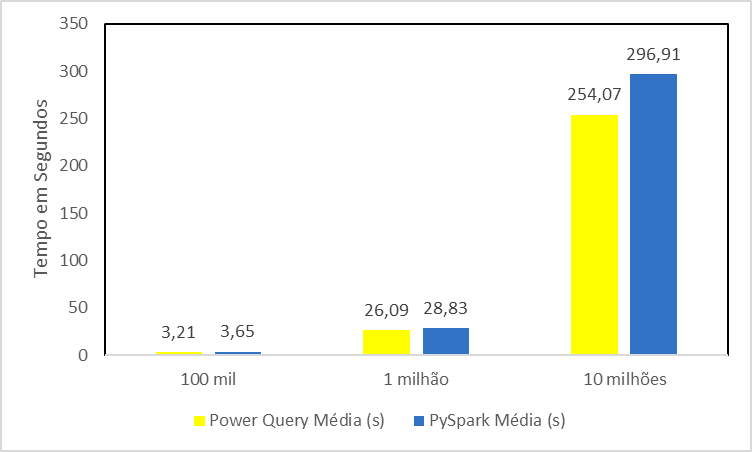 350
300
250
200
150
100
50
0
Tempo em Segundos
3,21
3,65
26,09
28,83
254,07
296,91
100 mil
1 milhão
10 milhões
Power Query Média (s)
PySpark Média (s)